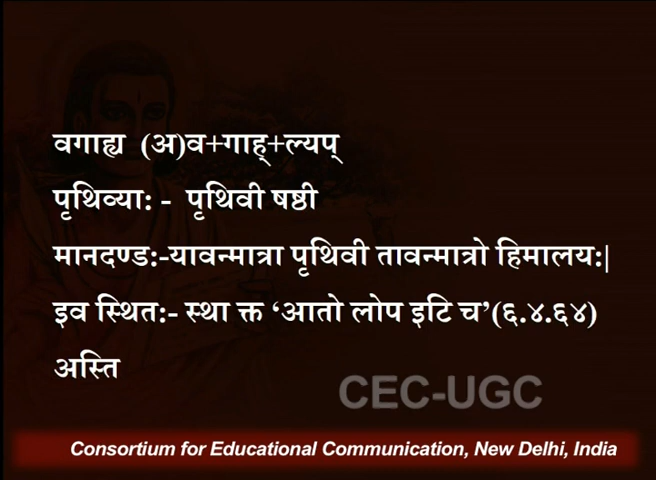 वगाह्य (अ)व+गाह्+ल्यप्
पृथिव्या: - पृथिवी षष्ठी
मानदण्ड:-यावन्मात्रा पृथिवी तावन्मात्रो हिमालय:|
इव स्थित:- स्था क्त ‘आतो लोप इटि च’(६.४.६४)
अस्ति
CEC-UGC
Consortium for Educational Communication, New Delhi, India